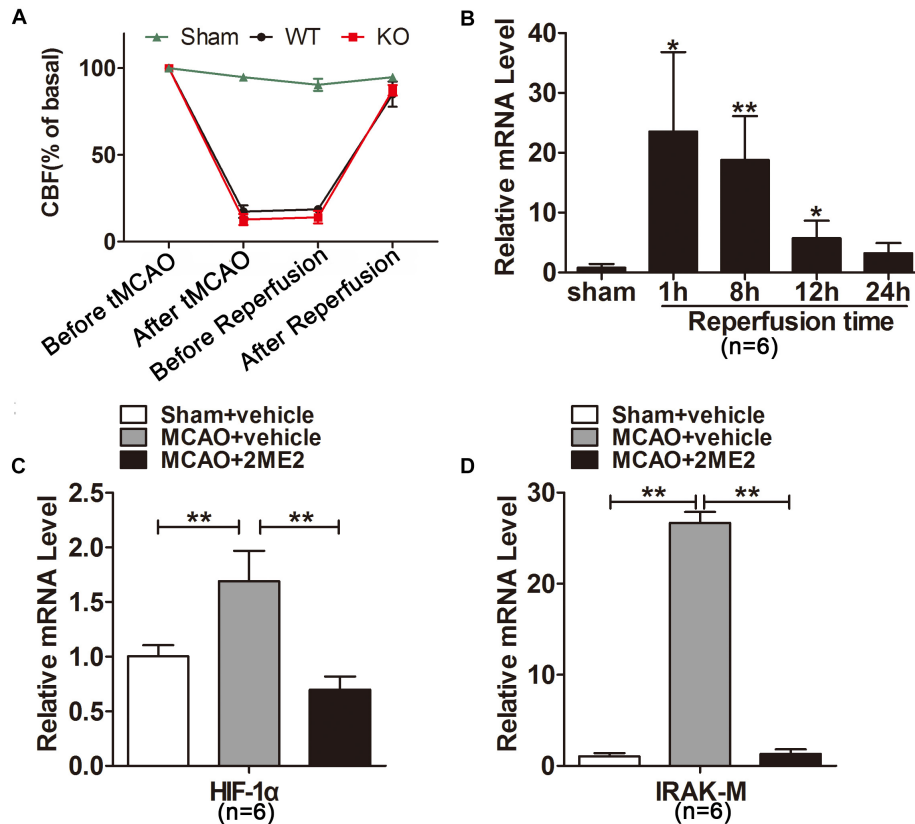 A
Sham WT KO
CBF(% of basal)
100
50
0
Before tMCAO
After tMCAO
Before Reperfusion
After Reperfusion
B
Relative mRNA Level
40
30
20
10
0
*
**
*
sham 1h 8h 12h 24h
Reperfusion time
(n=6)
C
Sham+vehicle
MCAO+vehicle
MCAO+2ME2
Relative mRNA Level
2.5
2.0
1.5
1.0
0.5
0.0
** **
HIF-1α
(n=6)
D
Sham+vehicle
MCAO+vehicle
MCAO+2ME2
Relative mRNA Level
30
20
10
0
** **
IRAK-M
(n=6)